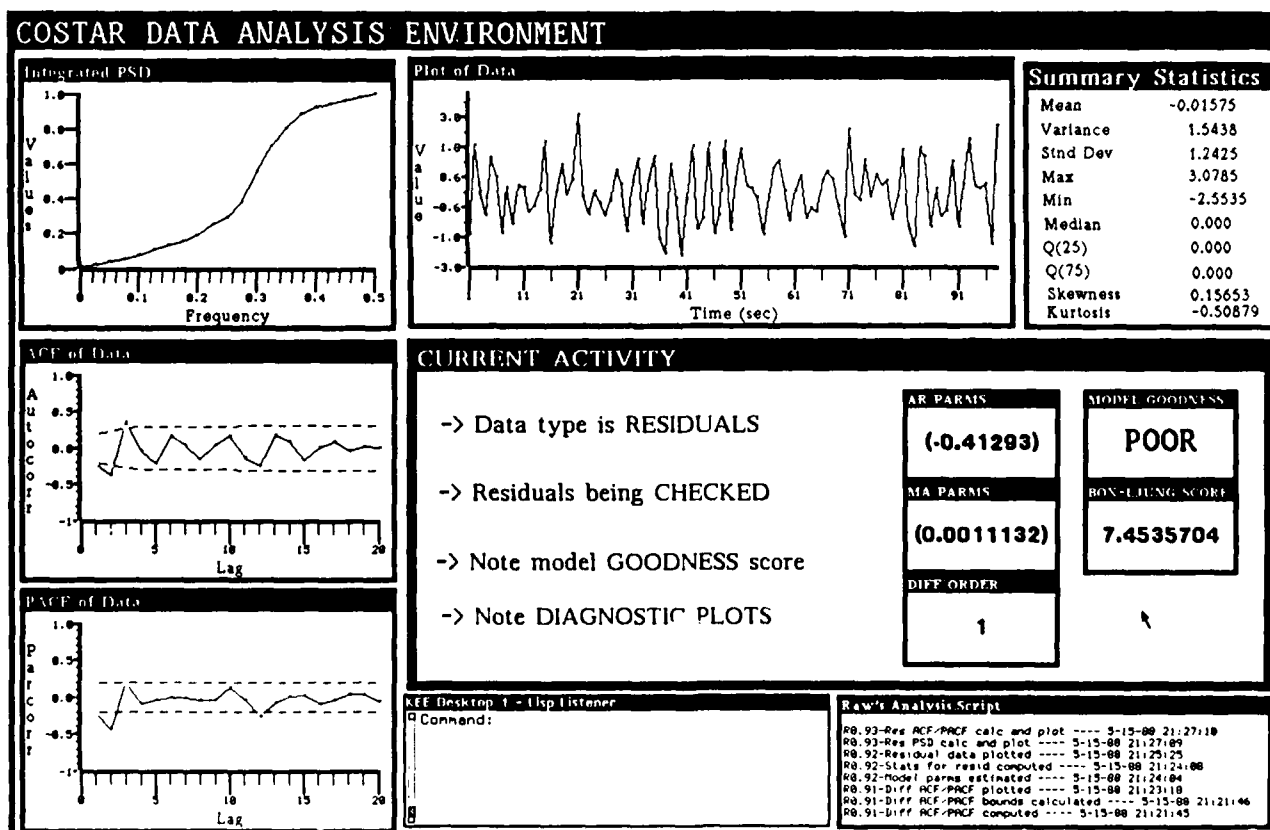 COSTAR DATA ANALYSIS ENVIRONMENT
Integrated PSD
Values
1.0
0.8
0.6
0.4
0.2
0
0 0.1 0.2 0.3 0.4 0.5
Frequency
Plot of Data
Value
3.0
1.8
-0.6
-1.8
-3.0
1 11 21 31 41 51 61 71 81 91
Time (sec)
Summary Statistics
Mean -0.01575
Variance 1.5438
Stnd Dev 1.2425
Max 3.0785
Min -2.5535
Median 0.000
Q(25) 0.000
Q(75) 0.000
Skewness 0.15653
Kurtosis -0.50879
ACF of Data
Autocorr
1.0
0.5
0.0
-0.5
-1
0 5 10 15 20
Lag
PACF of Data
Parcorr
1.0
0.5
0.0
-0.5
-1
0 5 10 15 20
Lag
CURRENT ACTIVITY
-> Data type is RESIDUALS
-> Residuals being CHECKED
-> Note model GOODNESS score
-> Note DIAGNOSTIC PLOTS
AR PARMS
(-0.41293)
MA PARMS
(0.0011132)
DIFF ORDER
1
MODEL GOODNESS
POOR
BOX-LJUNG SCORE
7.4535704
KEE Desktop 1 - Lisp Listener
Command:
Raw's Analysis Script
R0.93-Res ACF/PACF calc and plot ---- 5-15-88 21:27:10
R0.93-Res PSD calc and plot ---- 5-15-88 21:27:09
R0.92-Residual data plotted ---- 5-15-88 21:25:25
R0.92-Stats for resid computed ---- 5-15-88 21:24:08
R0.92-Model parms estimated ---- 5-15-88 21:24:04
R0.91-Diff ACF/PACF plotted ---- 5-15-88 21:23:18
R0.91-Diff ACF/PACF bounds calculated ---- 5-15-88 21:21:46
R0.91-Diff ACF/PACF computed ---- 5-15-88 21:21:45